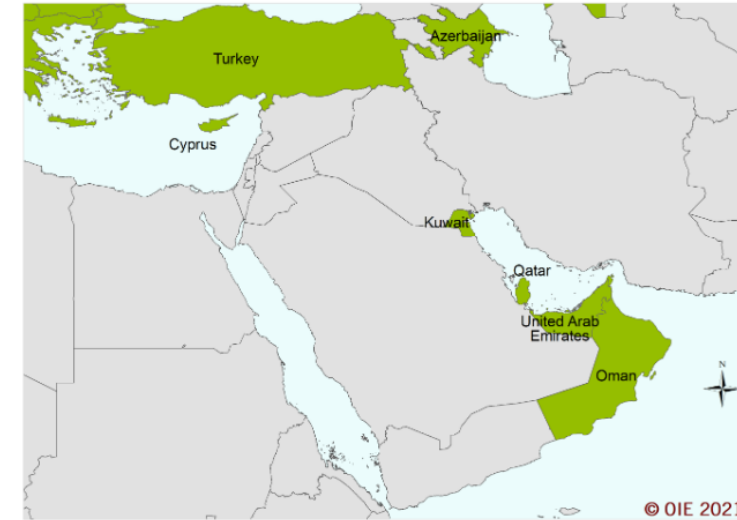 Azerbaijan
Turkey
Cyprus
Kuwait
Qatar
United Arab
Emirates
Oman
N
© OIE 2021